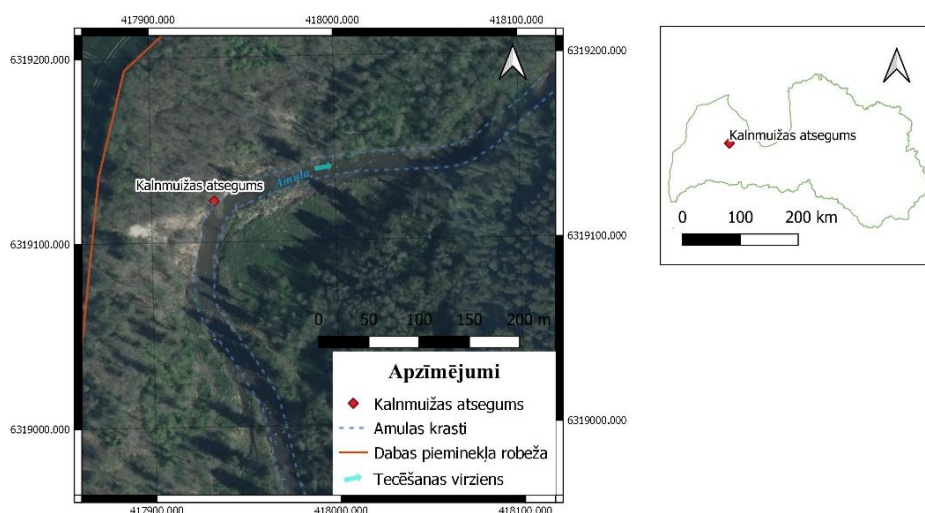 417900.000 418000.000 418100.000
6319200.000 6319200.000
Kalnmuižas atsegums
Amula
6319100.000 6319100.000
0 50 100 150 200 m
Apzīmējumi
Kalnmuižas atsegums
Amulas krasti
Dabas pieminekļa robeža
Tecēšanas virziens
6319000.000 6319000.000
417900.000 418000.000 418100.000
Kalnmuižas atsegums
0 100 200 km